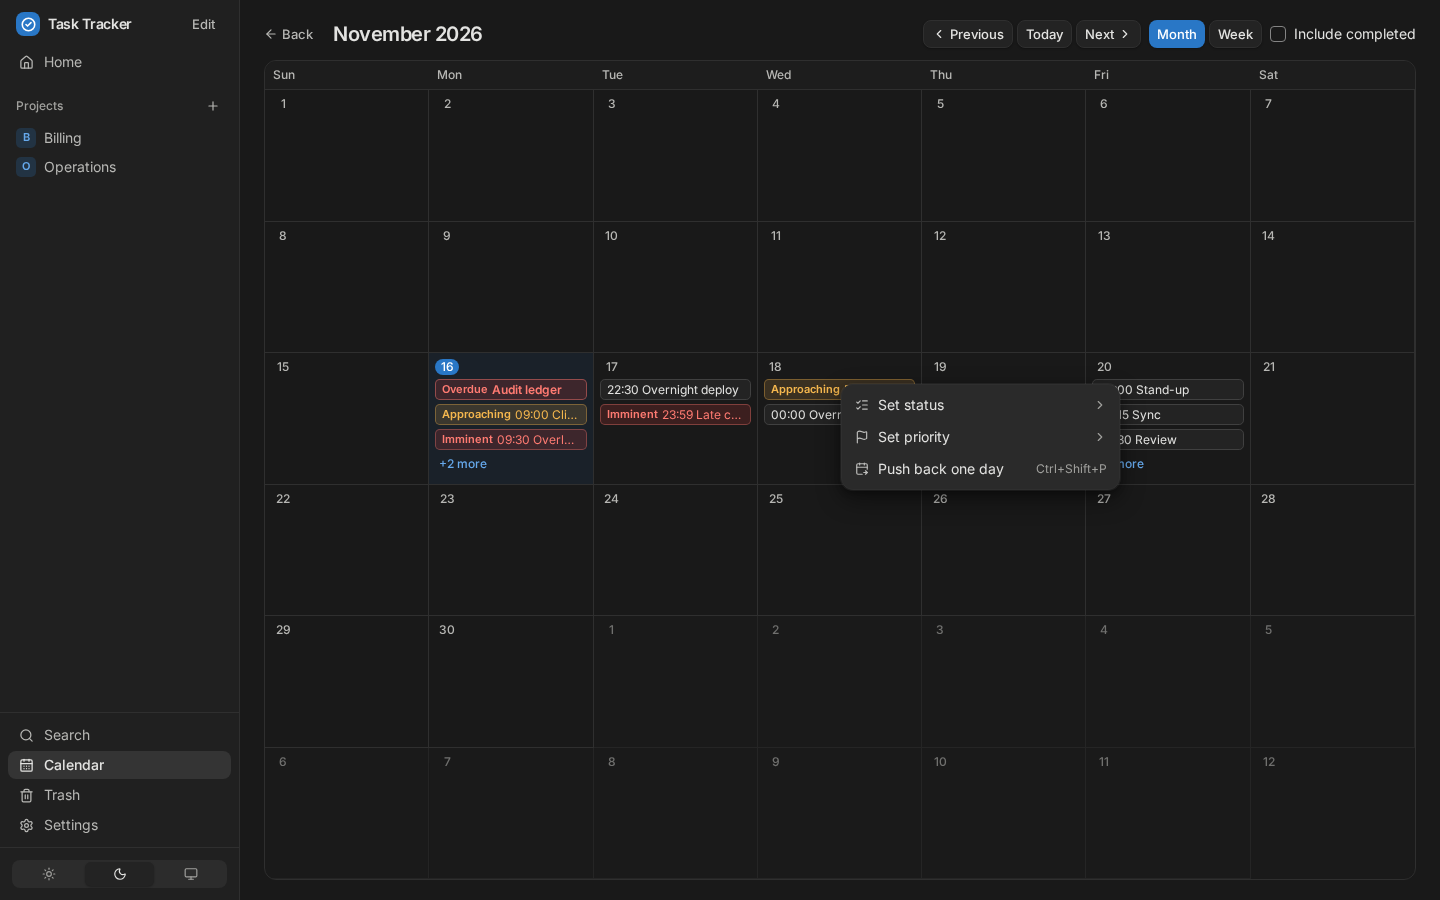 Task Tracker
Edit
Home
Projects
B Billing
O Operations
Search
Calendar
Trash
Settings
Back
November 2026
Previous
Today
Next
Month
Week
Include completed
Sun Mon Tue Wed Thu Fri Sat
1 2 3 4 5 6 7
8 9 10 11 12 13 14
15 16 17 18 19 20 21
Overdue Audit ledger
Approaching 09:00 Cli...
Imminent 09:30 Overl...
+2 more
22:30 Overnight deploy
Imminent 23:59 Late c...
Approaching
00:00
Stand-up
Sync
Review
more
Set status
Set priority
Push back one day Ctrl+Shift+P
22 23 24 25 26 27 28
29 30 1 2 3 4 5
6 7 8 9 10 11 12